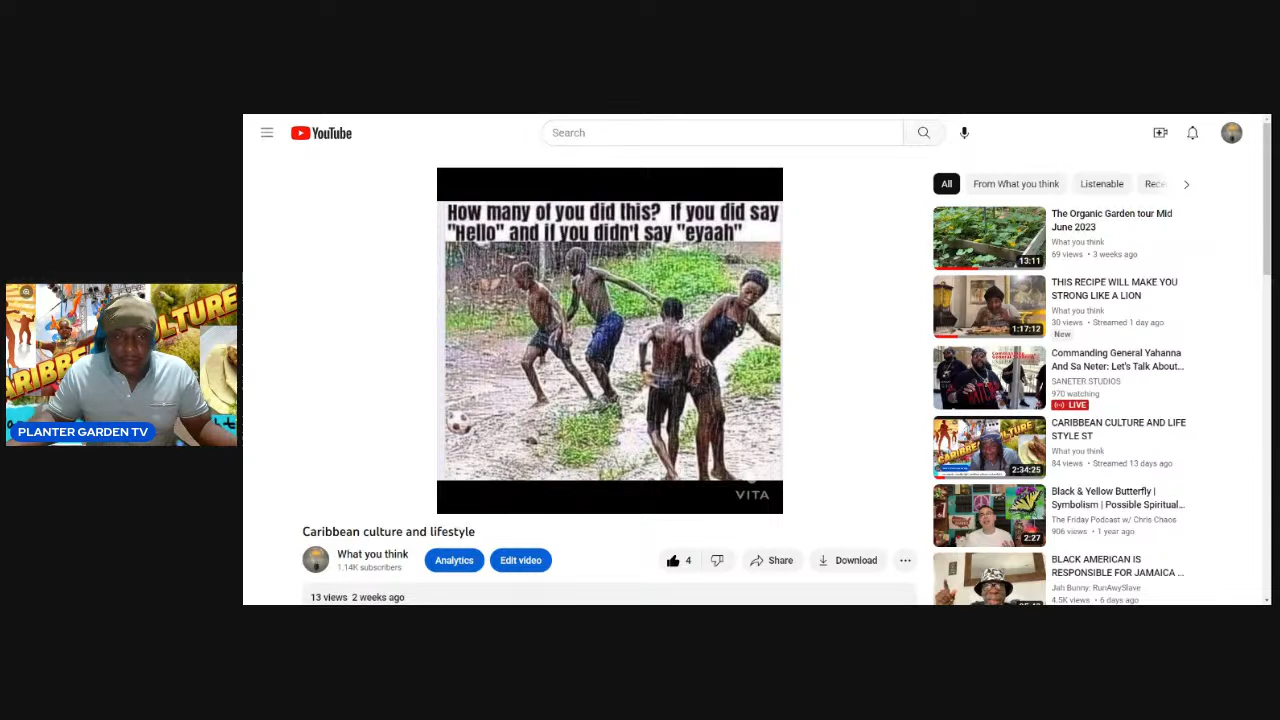 YouTube
Search
All
From What you think
Listenable
How many of you did this? If you did say
"Hello" and if you didn't say "eyaah"
VITA
Caribbean culture and lifestyle
What you think
1.14K subscribers
Analytics
Edit video
4
Share
Download
13 views 2 weeks ago
The Organic Garden tour Mid
June 2023
What you think
69 views • 3 weeks ago
13:11
THIS RECIPE WILL MAKE YOU
STRONG LIKE A LION
What you think
30 views • Streamed 1 day ago
New
1:17:12
Commanding General Yahanna
And Sa Neter: Let's Talk About...
SANETER STUDIOS
970 watching
LIVE
CARIBBEAN CULTURE AND LIFE
STYLE ST
What you think
84 views • Streamed 13 days ago
2:34:25
Black & Yellow Butterfly |
Symbolism | Possible Spiritual...
The Friday Podcast w/ Chris Chaos
906 views • 1 year ago
2:27
BLACK AMERICAN IS
RESPONSIBLE FOR JAMAICA ...
Jah Bunny: RunAwySlave
4.5K views • 6 days ago
PLANTER GARDEN TV